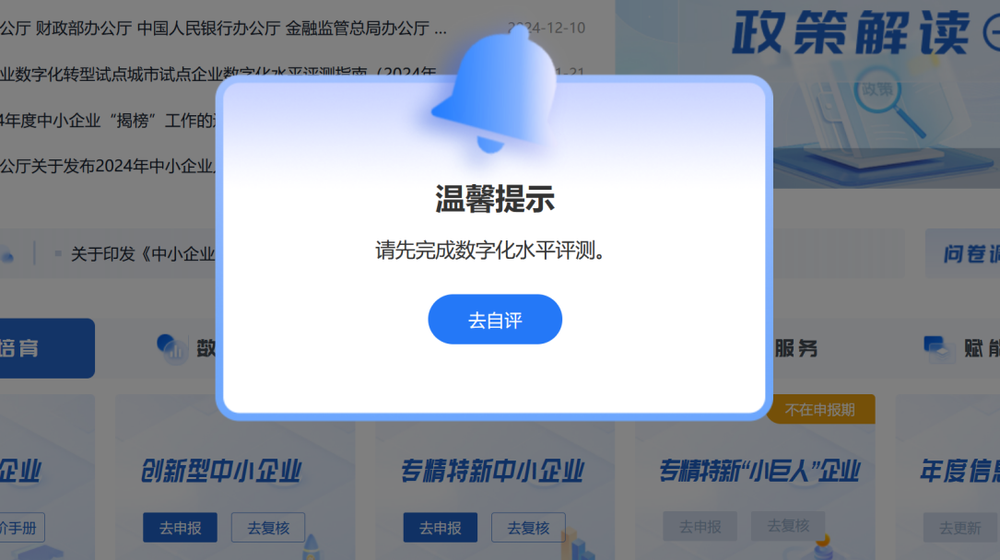 公厅 财政部办公厅 中国人民银行办公厅 金融监管总局办公厅 ...
24-12-10
政策解读
业数字化转型试点城市试点企业数字化水平评测指南（2024年
1-21
政策
4年度中小企业“揭榜”工作的
公厅关于发布2024年中小企业
温馨提示
请先完成数字化水平评测。
关于印发《中小企业
问卷调
去自评
培育
数
服务
赋能
不在申报期
企业
创新型中小企业
专精特新中小企业
专精特新“小巨人”企业
年度信息
价手册
去申报
去复核
去申报
去复核
去申报
去复核
去更新